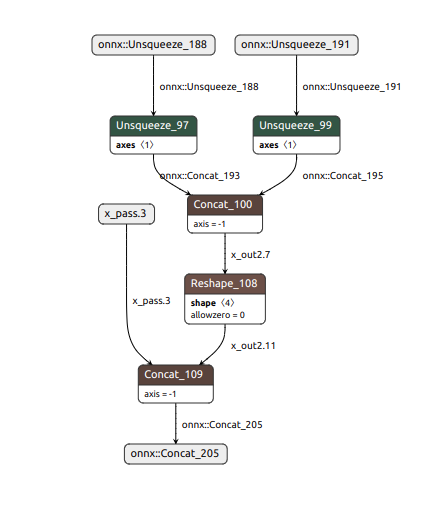 onnx::Unsqueeze_188
onnx::Unsqueeze_191
onnx::Unsqueeze_188
onnx::Unsqueeze_191
Unsqueeze_97
axes 〈1〉
Unsqueeze_99
axes 〈1〉
onnx::Concat_193
onnx::Concat_195
Concat_100
axis = -1
x_pass.3
x_out2.7
Reshape_108
shape 〈4〉
allowzero = 0
x_pass.3
x_out2.11
Concat_109
axis = -1
onnx::Concat_205
onnx::Concat_205